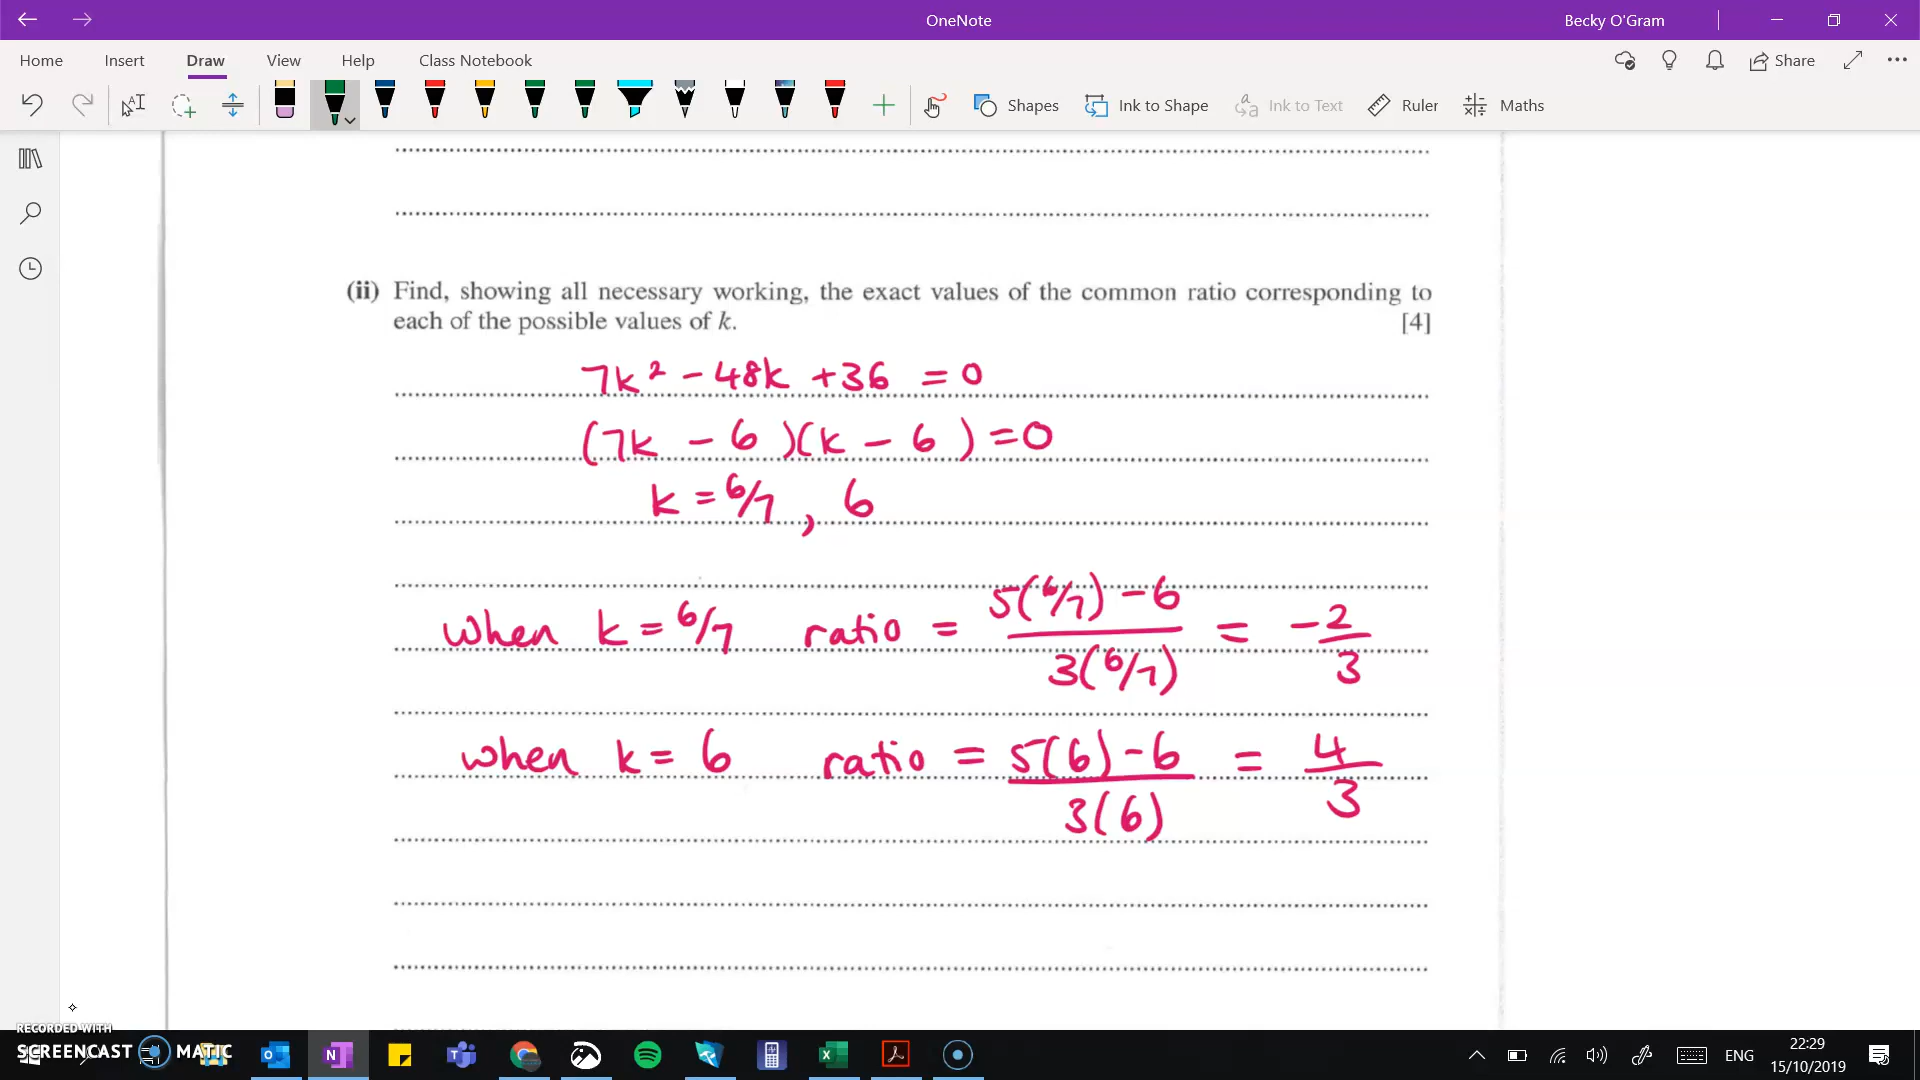 OneNote
Becky O'Gram
Home Insert Draw View Help Class Notebook
Share
Shapes Ink to Shape Ink to Text Ruler Maths
(ii) Find, showing all necessary working, the exact values of the common ratio corresponding to
each of the possible values of k. [4]
7k² - 48k + 36 = 0
(7k - 6)(k - 6) = 0
k = 6/7, 6
when k = 6/7 ratio = 5(6/7) - 6 / 3(6/7) = -2/3
when k = 6 ratio = 5(6) - 6 / 3(6) = 4/3
RECORDED WITH
SCREENCAST MATIC
ENG
22:29
15/10/2019